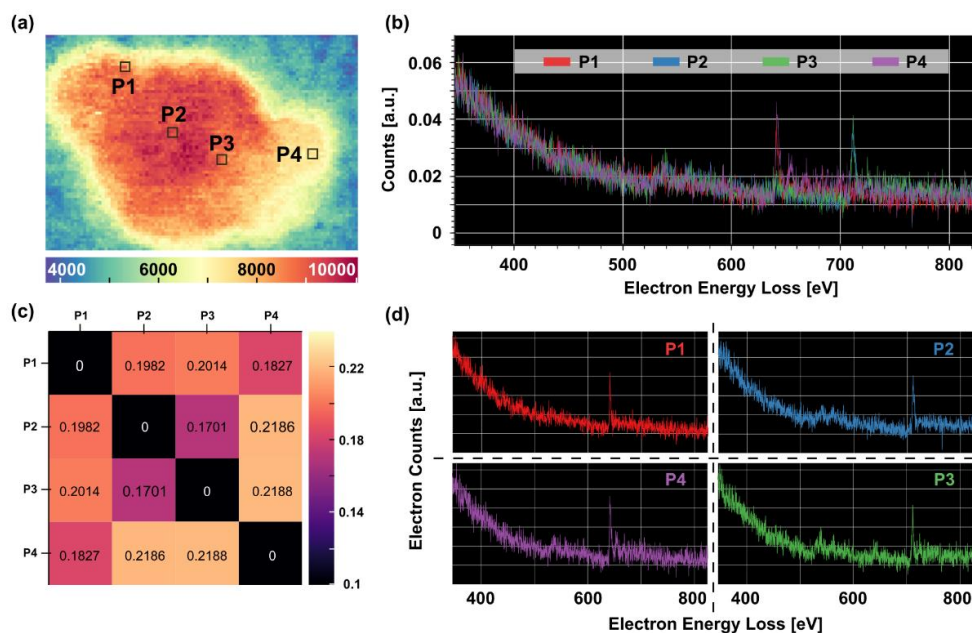 (a)
P1
P2
P3
P4
4000 6000 8000 10000
(b)
P1 P2 P3 P4
0.06
0.04
0.02
0
Counts [a.u.]
400 500 600 700 800
Electron Energy Loss [eV]
(c)
P1 P2 P3 P4
P1 0 0.1982 0.2014 0.1827
P2 0.1982 0 0.1701 0.2186
P3 0.2014 0.1701 0 0.2188
P4 0.1827 0.2186 0.2188 0
0.22
0.18
0.14
0.1
(d)
P1
P2
P4
P3
Electron Counts [a.u.]
400 600 800 400 600 800
Electron Energy Loss [eV] Electron Energy Loss [eV]